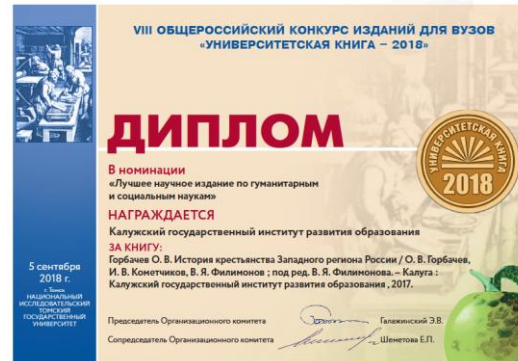 VIII ОБЩЕРОССИЙСКИЙ КОНКУРС ИЗДАНИЙ ДЛЯ ВУЗОВ
«УНИВЕРСИТЕТСКАЯ КНИГА – 2018»
ДИПЛОМ
В номинации
«Лучшее научное издание по гуманитарным
и социальным наукам»
НАГРАЖДАЕТСЯ
Калужский государственный институт развития образования
ЗА КНИГУ:
Горбачев О. В. История крестьянства Западного региона России / О. В. Горбачев,
И. В. Кометчиков, В. Я. Филимонов ; под ред. В. Я. Филимонова. – Калуга :
Калужский государственный институт развития образования , 2017.
Председатель Организационного комитета Галажинский Э.В.
Сопредседатель Организационного комитета Шеметова Е.П.
5 сентября
2018 г.
г. Томск
НАЦИОНАЛЬНЫЙ
ИССЛЕДОВАТЕЛЬСКИЙ
ТОМСКИЙ
ГОСУДАРСТВЕННЫЙ
УНИВЕРСИТЕТ
УНИВЕРСИТЕТСКАЯ КНИГА
2018